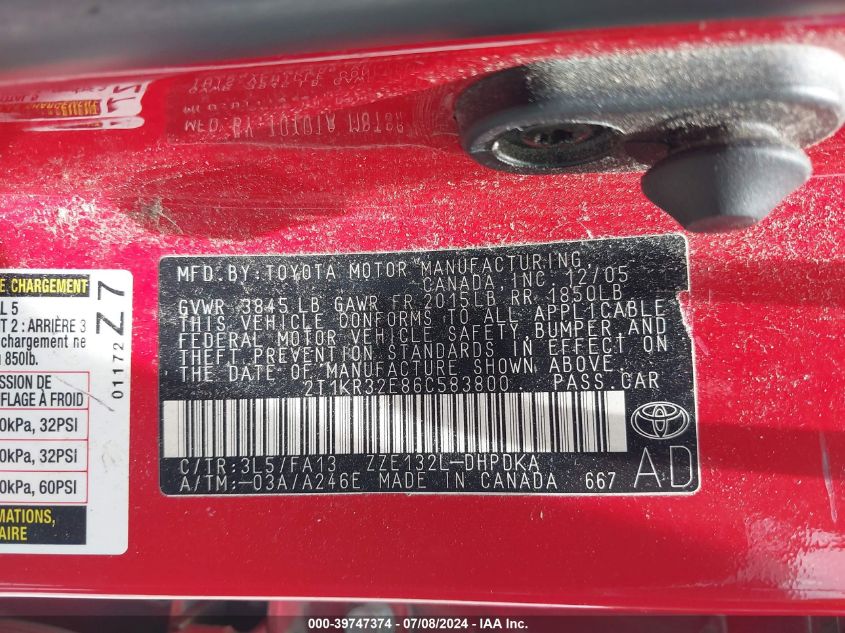 MFD. BY: TOYOTA MOTOR MANUFACTURING
CANADA, INC. 12/05
GVWR 3845 LB GAWR FR 2015LB RR 1850LB
THIS VEHICLE CONFORMS TO ALL APPLICABLE
FEDERAL MOTOR VEHICLE SAFETY, BUMPER, AND
THEFT PREVENTION STANDARDS IN EFFECT ON
THE DATE OF MANUFACTURE SHOWN ABOVE.
2T1KR32E86C583800 PASS. CAR
C/TR: 3L5/FA13 ZZE132L-DHPDKA
A/TM: -03A/A246E MADE IN CANADA 667
AD
E CHARGEMENT
L 5
T 2 : ARRIÈRE 3
chargement ne
850lb.
SSION DE
FLAGE À FROID
0kPa, 32PSI
0kPa, 32PSI
0kPa, 60PSI
MATIONS,
AIRE
01172 Z7
000-39747374 | 07/08/2024 - IAA Inc.